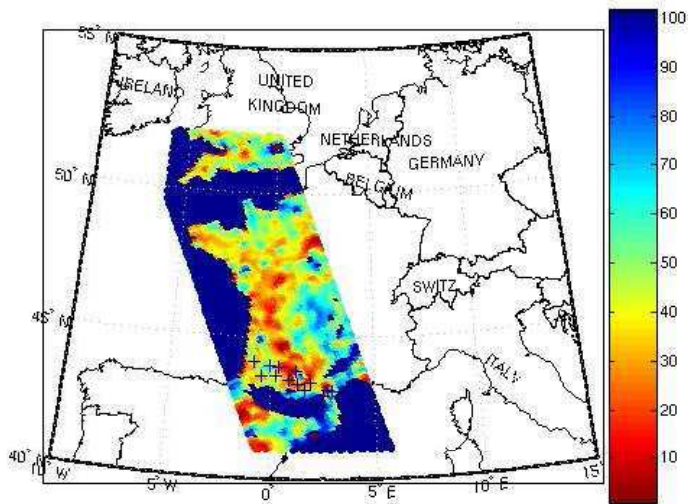 55° N
IRELAND
UNITED
KINGDOM
NETHERLANDS
GERMANY
BELGIUM
50° N
SWITZ
45° N
ITALY
40° N
10° W
5° W
0°
5° E
10° E
15°
100
90
80
70
60
50
40
30
20
10